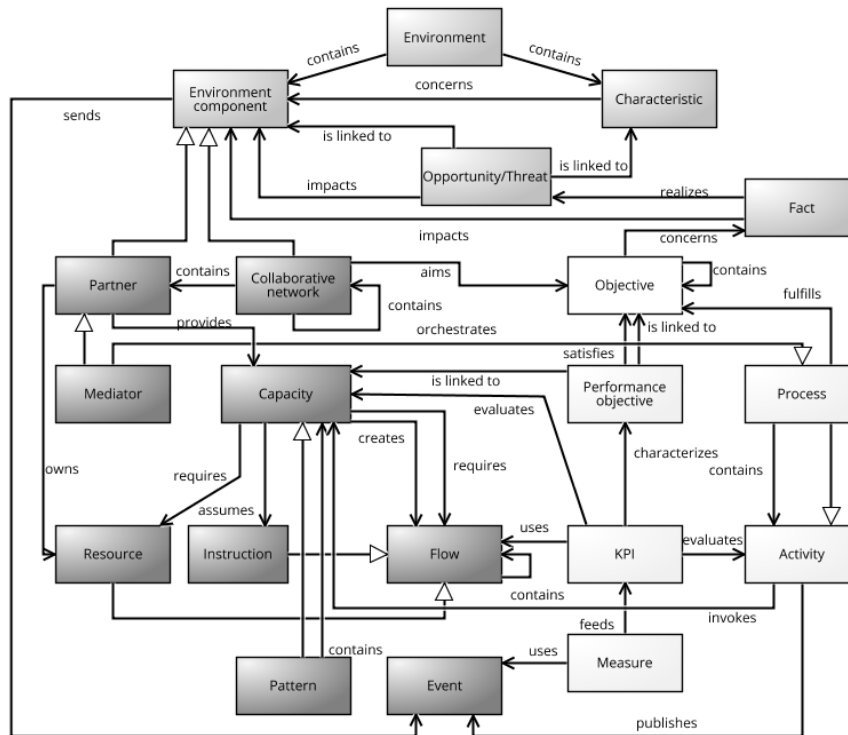 Environment
contains
contains
Environment
component
concerns
Characteristic
sends
is linked to
is linked to
Opportunity/Threat
impacts
realizes
Fact
impacts
concerns
Partner
contains
Collaborative
network
aims
Objective
contains
contains
fulfills
provides
orchestrates
is linked to
satisfies
Mediator
Capacity
is linked to
Performance
objective
Process
evaluates
creates
characterizes
owns
requires
requires
contains
assumes
uses
evaluates
Resource
Instruction
Flow
KPI
Activity
contains
invokes
feeds
contains
uses
Measure
Pattern
Event
publishes